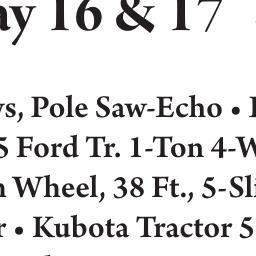 ay 16 & 17
s, Pole Saw-Echo •
5 Ford Tr. 1-Ton 4-W
n Wheel, 38 Ft., 5-Sli
r • Kubota Tractor 5